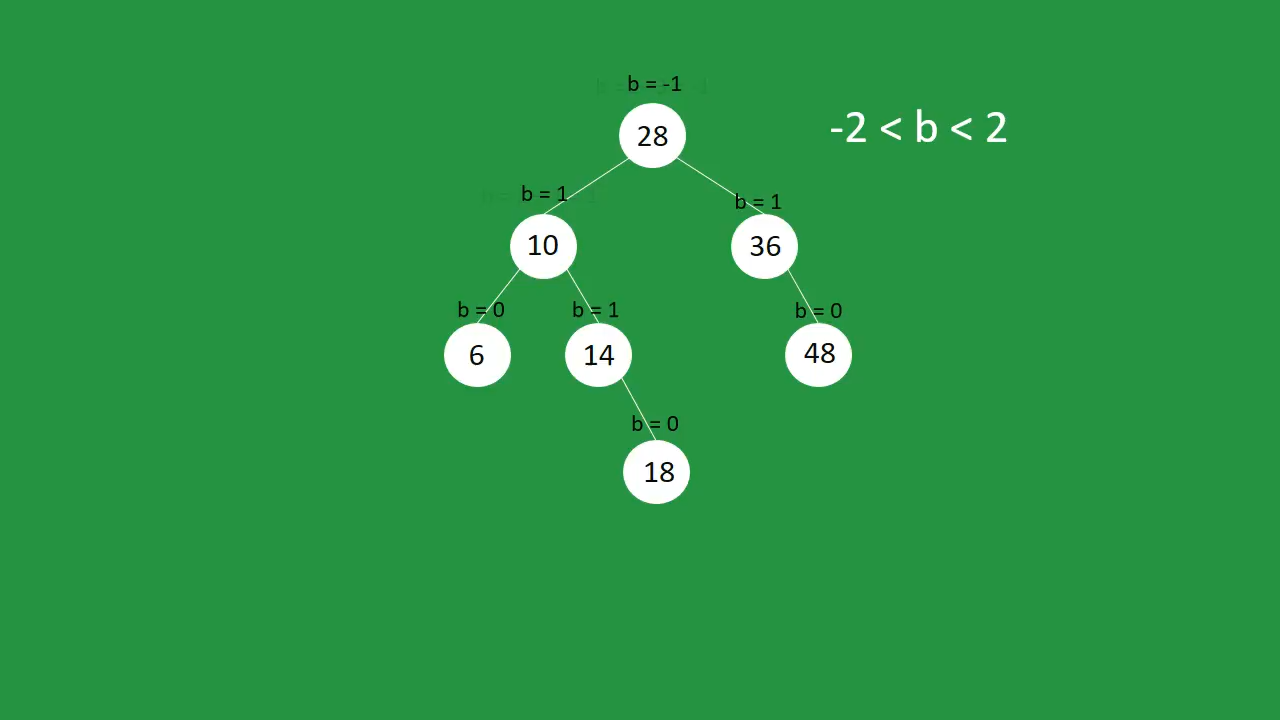 b = -1
-2 < b < 2
28
b = 1
b = 1
10
36
b = 0
b = 1
b = 0
6
14
48
b = 0
18